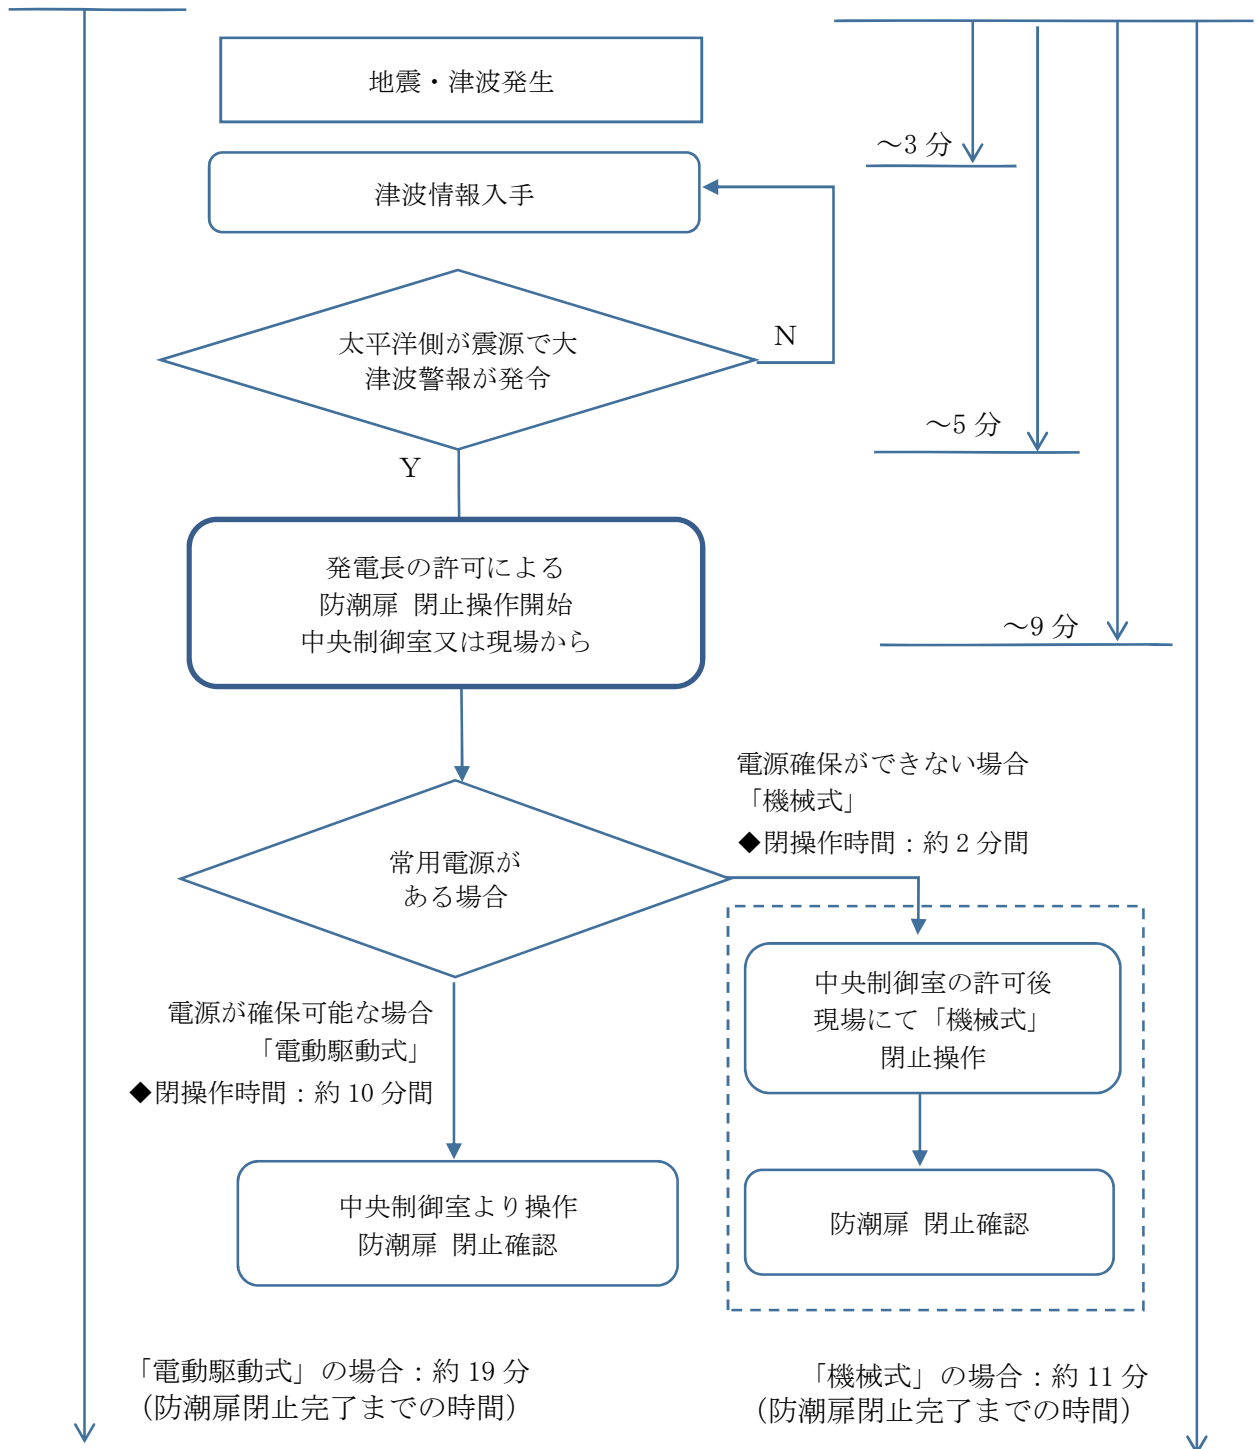 地震・津波発生
～3 分
津波情報入手
太平洋側が震源で大
津波警報が発令
N
～5 分
Y
発電長の許可による
防潮扉 閉止操作開始
中央制御室又は現場から
～9 分
電源確保ができない場合
「機械式」
◆閉操作時間：約 2 分間
常用電源が
ある場合
中央制御室の許可後
現場にて「機械式」
閉止操作
電源が確保可能な場合
「電動駆動式」
◆閉操作時間：約 10 分間
中央制御室より操作
防潮扉 閉止確認
防潮扉 閉止確認
「電動駆動式」の場合：約 19 分
（防潮扉閉止完了までの時間）
「機械式」の場合：約 11 分
（防潮扉閉止完了までの時間）